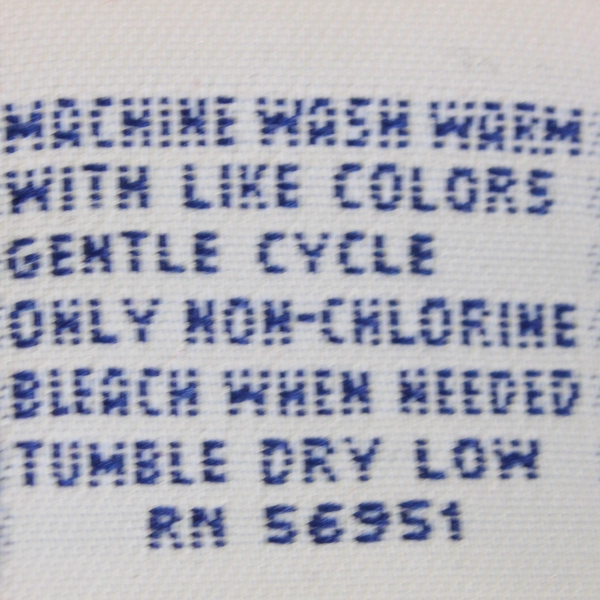 MACHINE WASH WARM
WITH LIKE COLORS
GENTLE CYCLE
ONLY NON-CHLORINE
BLEACH WHEN NEEDED
TUMBLE DRY LOW
RN 56951